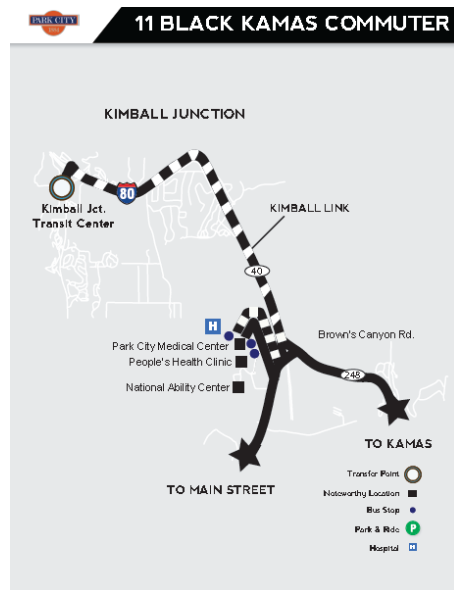 PARK CITY
11 BLACK KAMAS COMMUTER
KIMBALL JUNCTION
80
Kimball Jct.
Transit Center
KIMBALL LINK
40
H
Brown's Canyon Rd.
Park City Medical Center
People's Health Clinic
248
National Ability Center
TO KAMAS
TO MAIN STREET
Transfer Point
Noteworthy Location
Bus Stop
Park & Ride P
Hospital H